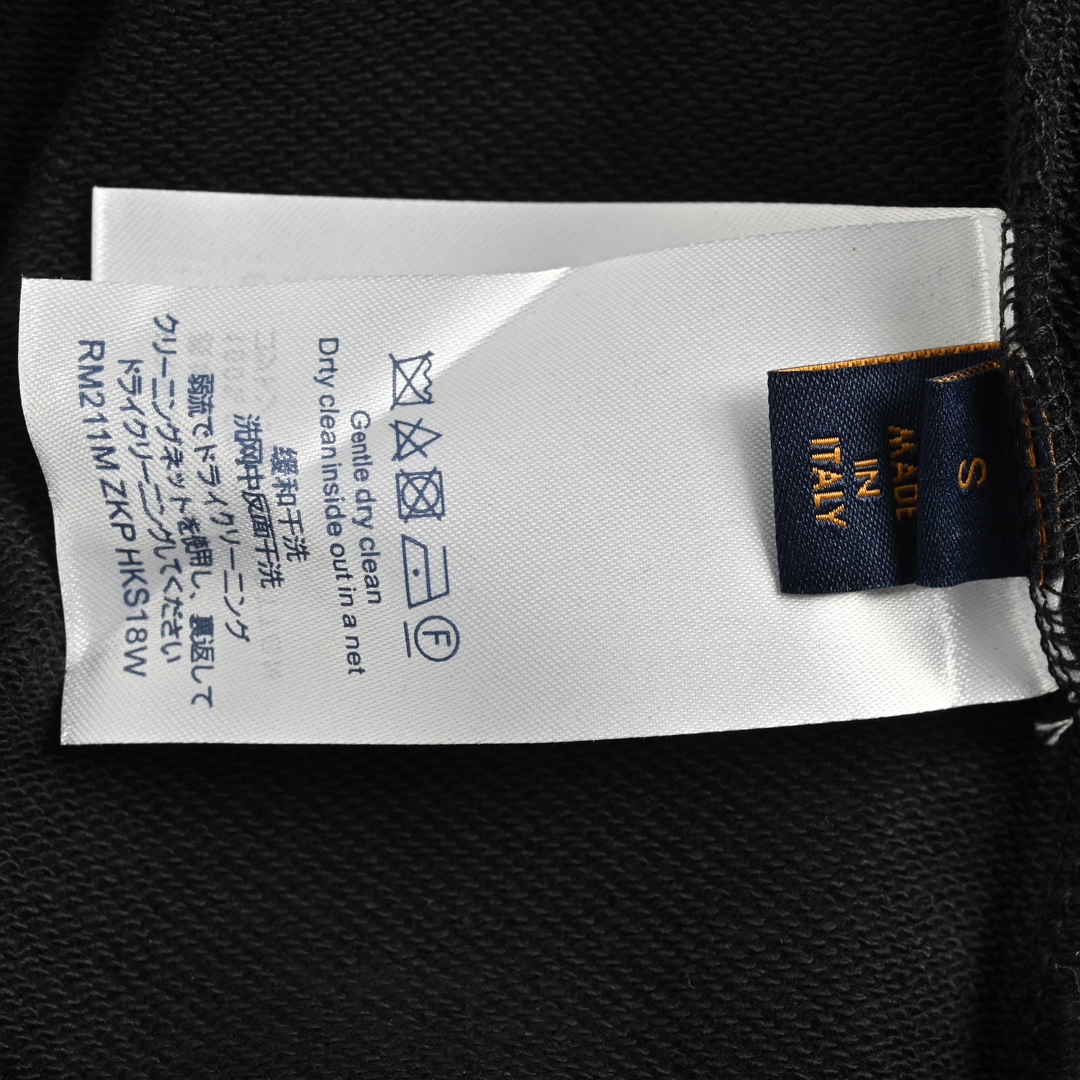 S
MADE
IN
ITALY
F
Gentle dry clean
Drty clean inside out in a net
缓和干洗
洗网中反面干洗
弱流でドライクリーニング
クリーニングネットを使用し、裏返して
ドライクリーニングしてください
RM211M ZKP HKS18W